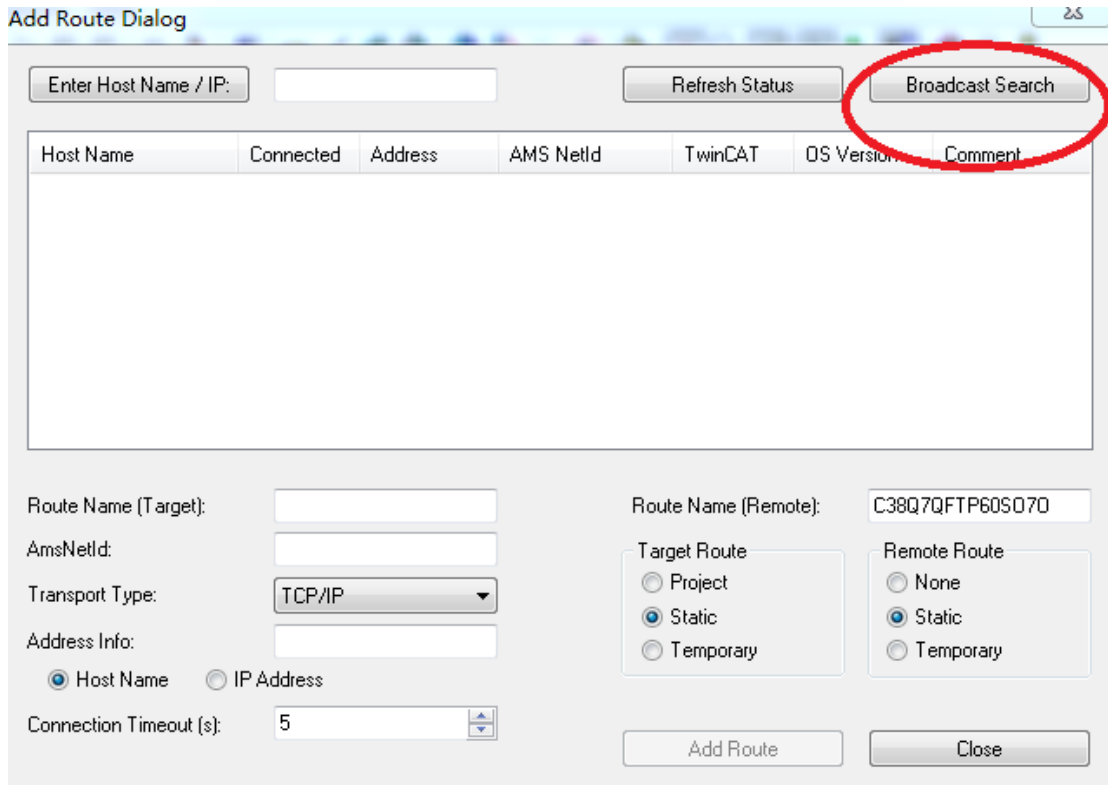 Add Route Dialog
Enter Host Name / IP: Refresh Status Broadcast Search
Host Name Connected Address AMS NetId TwinCAT OS Version Comment
Route Name (Target): Route Name (Remote): C38Q7QFTP60SO7O
AmsNetId: Target Route Remote Route
Project None
Transport Type: TCP/IP
Static Static
Address Info:
Temporary Temporary
Host Name IP Address
Connection Timeout (s): 5
Add Route Close